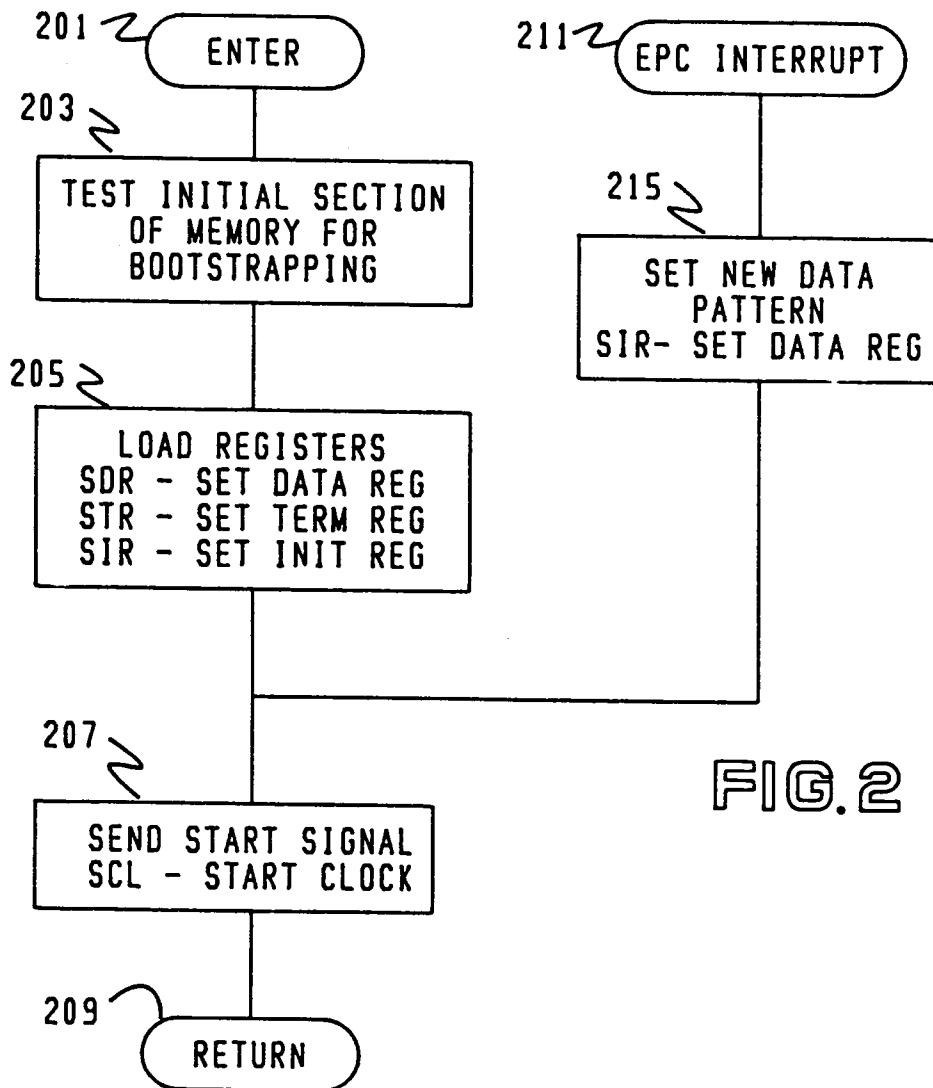 201
ENTER
203
TEST INITIAL SECTION
OF MEMORY FOR
BOOTSTRAPPING
205
LOAD REGISTERS
SDR - SET DATA REG
STR - SET TERM REG
SIR - SET INIT REG
207
SEND START SIGNAL
SCL - START CLOCK
209
RETURN
211
EPC INTERRUPT
215
SET NEW DATA
PATTERN
SIR- SET DATA REG
FIG.2